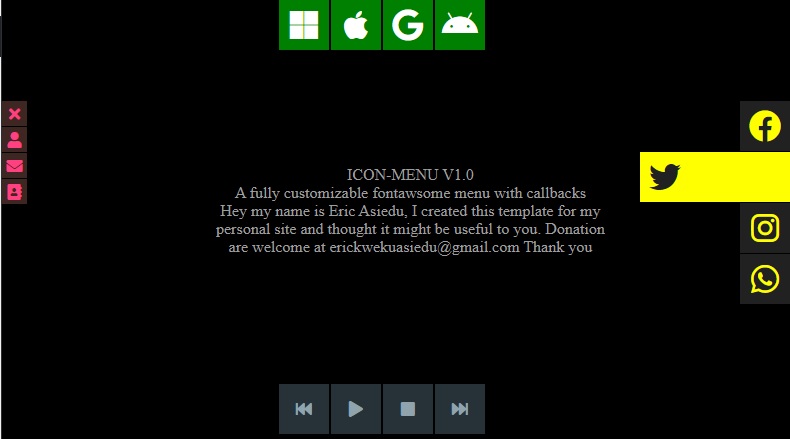 ICON-MENU V1.0
A fully customizable fontawsome menu with callbacks
Hey my name is Eric Asiedu, I created this template for my
personal site and thought it might be useful to you. Donation
are welcome at erickwekuasiedu@gmail.com Thank you